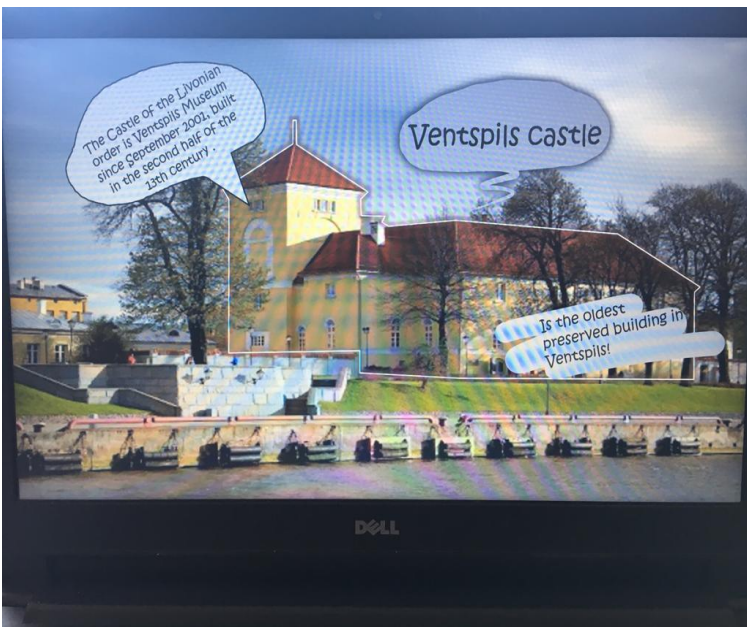 The Castle of the Livonian
order is Ventspils Museum
since September 2001, built
in the second half of the
13th century .
Ventspils castle
Is the oldest
preserved building in
Ventspils!
DELL